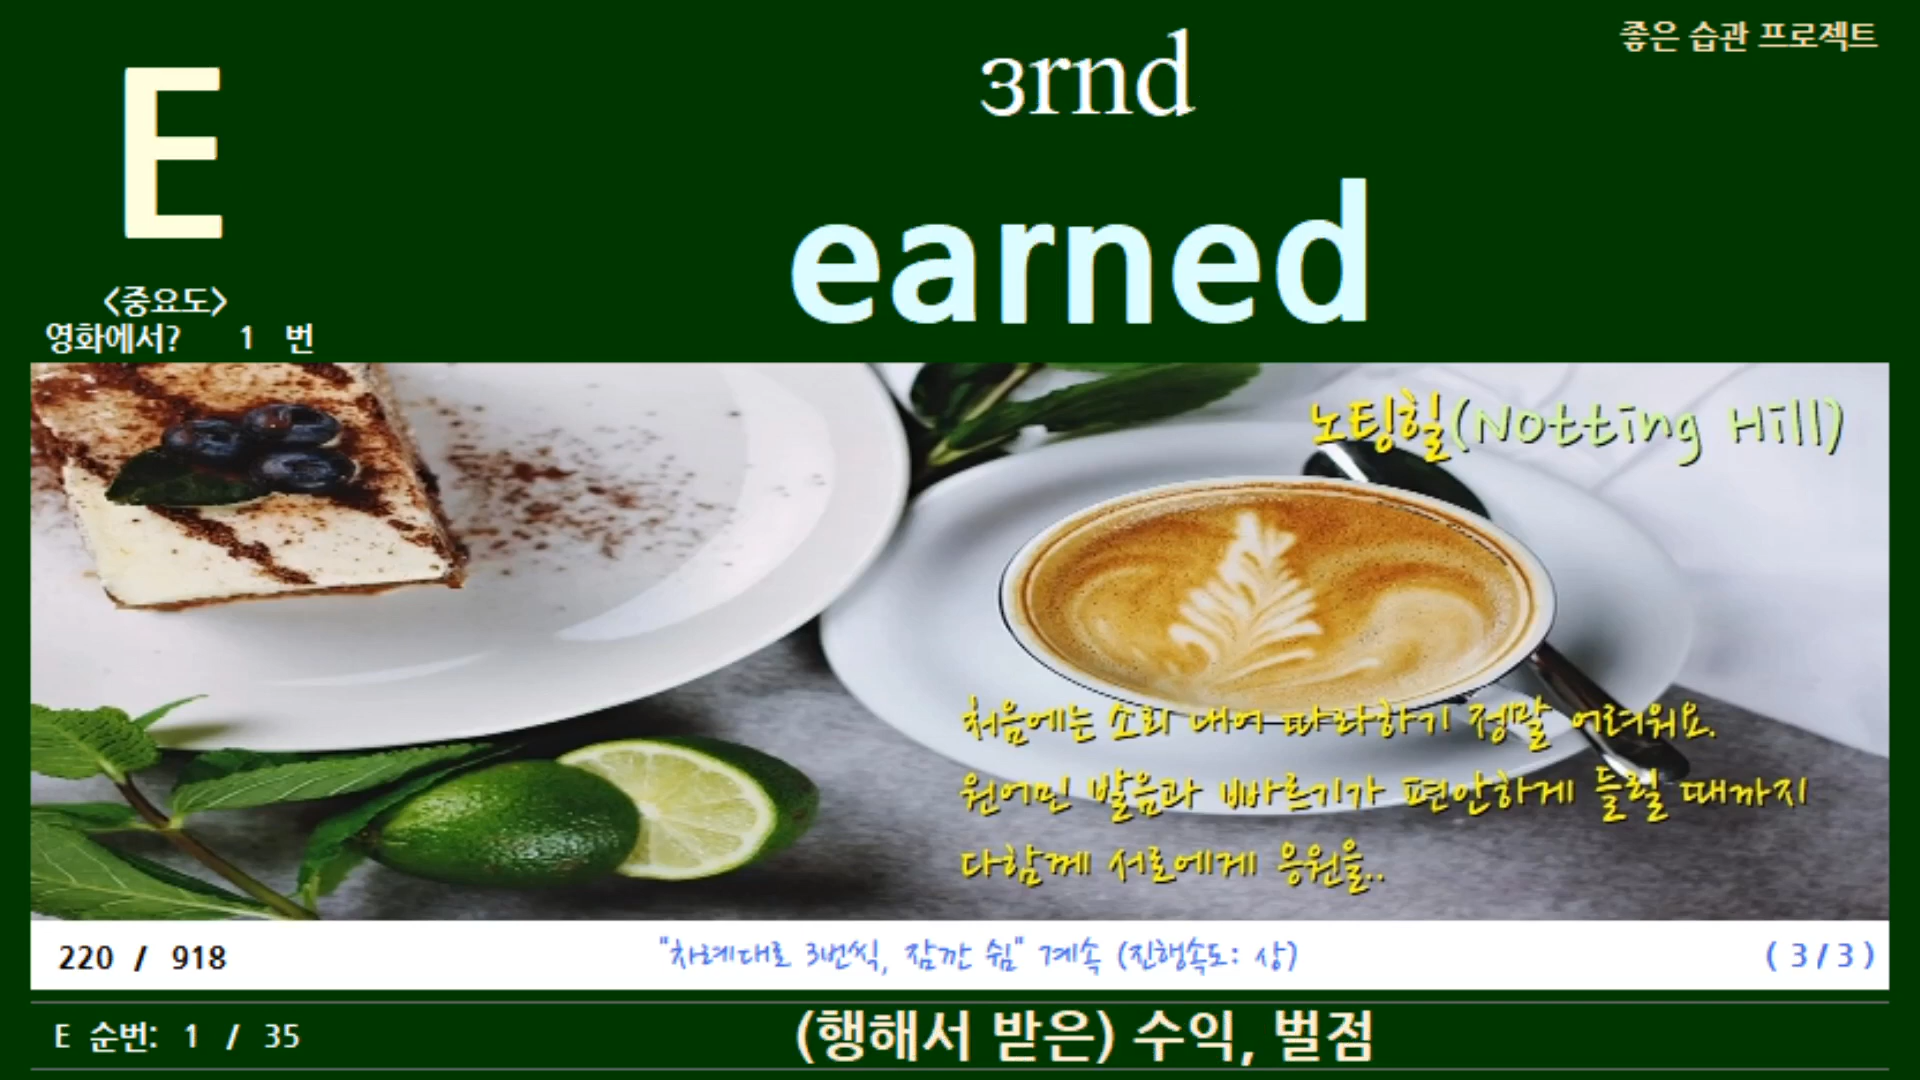 좋은 습관 프로젝트
E
3rnd
earned
<중요도>
영화에서? 1 번
노팅힐(Notting Hill)
처음에는 소리 내어 따라하기 정말 어려워요.
원어민 발음과 빠르기가 편안하게 들릴 때까지
다함께 서로에게 응원을..
220 / 918
"차례대로 3번씩, 잠깐 쉼" 계속 (진행속도: 상)
( 3 / 3 )
E 순번: 1 / 35
(행해서 받은) 수익, 벌점